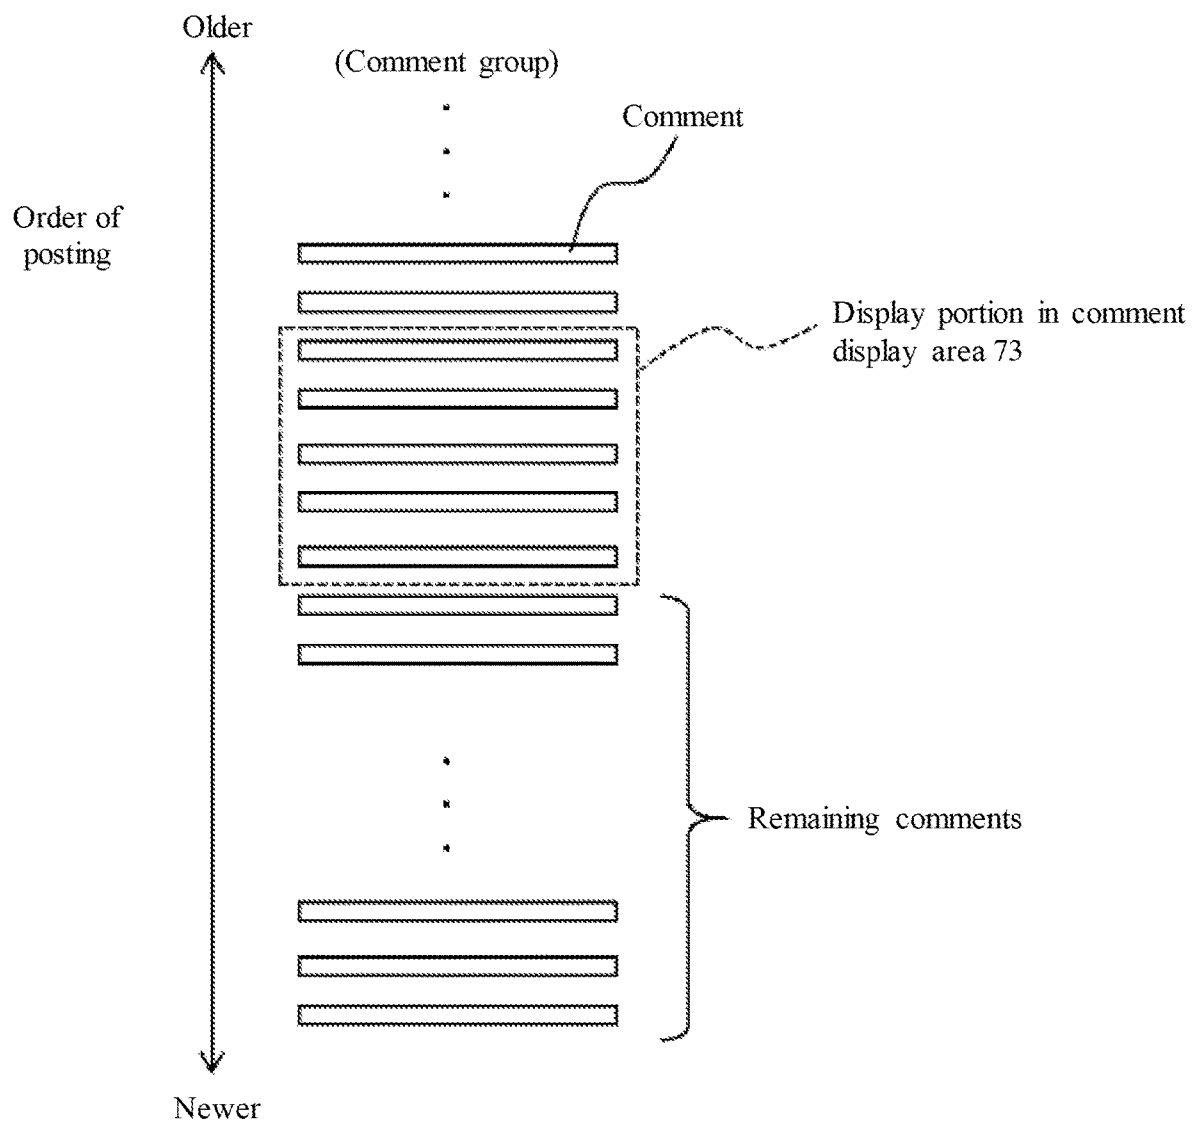 Older
(Comment group)
Comment
Order of
posting
Display portion in comment
display area 73
Remaining comments
Newer